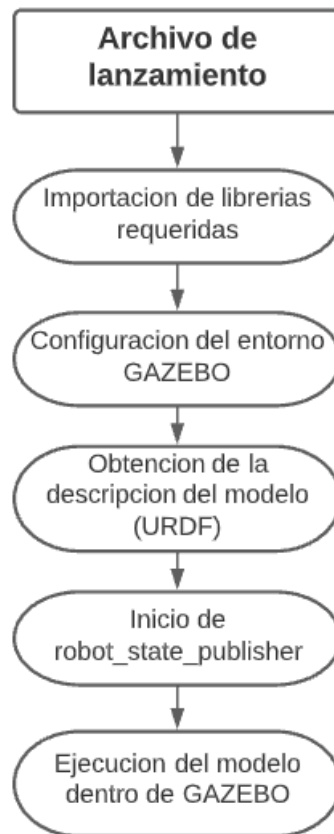 Archivo de
lanzamiento
Importacion de librerias
requeridas
Configuracion del entorno
GAZEBO
Obtencion de la
descripcion del modelo
(URDF)
Inicio de
robot_state_publisher
Ejecucion del modelo
dentro de GAZEBO